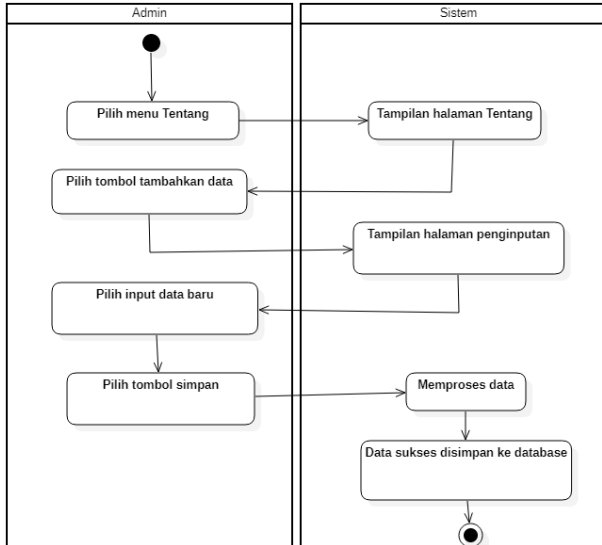 Admin
Sistem
Pilih menu Tentang
Tampilan halaman Tentang
Pilih tombol tambahkan data
Tampilan halaman penginputan
Pilih input data baru
Pilih tombol simpan
Memproses data
Data sukses disimpan ke database